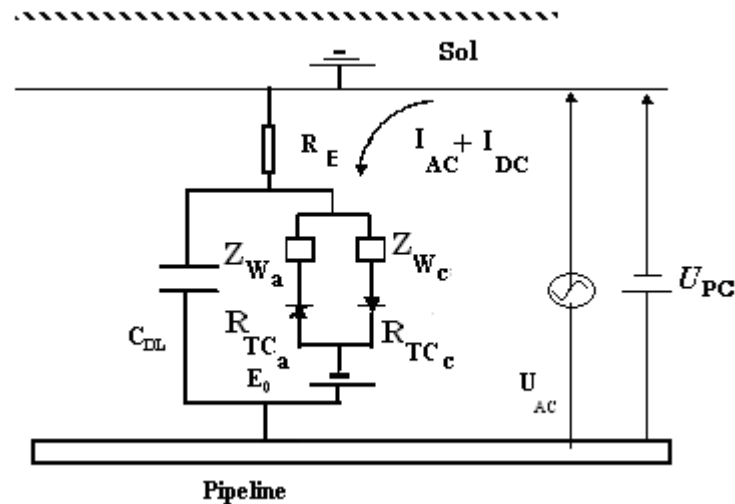 Sol
R E
I AC + I DC
Z Wa
Z Wc
U PC
C DL
R TCa
R TCc
E0
U AC
Pipeline